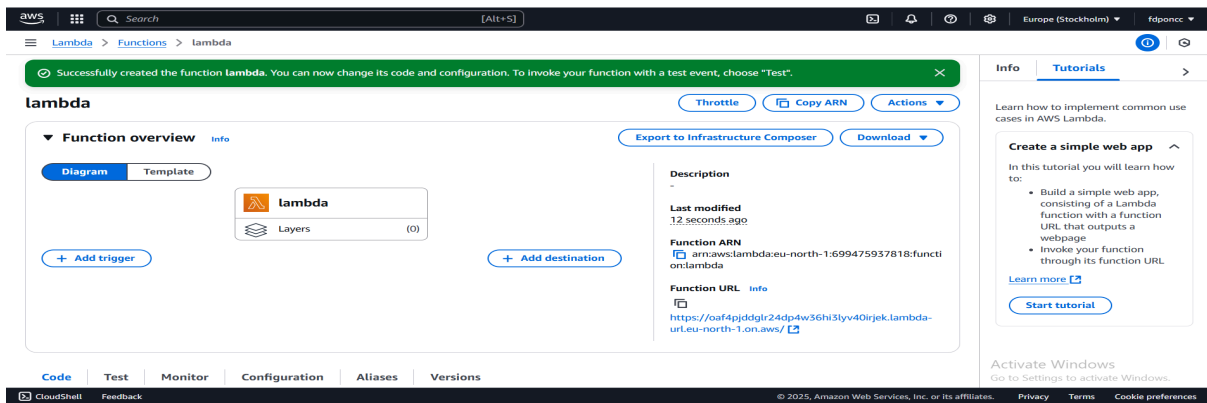 aws
Search
[Alt+S]
Europe (Stockholm) ▼
fdponcc ▼
Lambda > Functions > lambda
Successfully created the function lambda. You can now change its code and configuration. To invoke your function with a test event, choose "Test".
lambda
Throttle
Copy ARN
Actions ▼
▼ Function overview Info
Export to Infrastructure Composer
Download ▼
Diagram
Template
lambda
Layers (0)
+ Add trigger
+ Add destination
Description
-
Last modified
12 seconds ago
Function ARN
arn:aws:lambda:eu-north-1:699475937818:functi
on:lambda
Function URL Info
https://oaf4pjddglr24dp4w36hi3lyv40irjek.lambda-
url.eu-north-1.on.aws/
Code
Test
Monitor
Configuration
Aliases
Versions
Info
Tutorials
Learn how to implement common use
cases in AWS Lambda.
Create a simple web app
In this tutorial you will learn how
to:
• Build a simple web app,
consisting of a Lambda
function with a function
URL that outputs a
webpage
• Invoke your function
through its function URL
Learn more
Start tutorial
Activate Windows
Go to Settings to activate Windows.
CloudShell
Feedback
© 2025, Amazon Web Services, Inc. or its affiliates.
Privacy
Terms
Cookie preferences